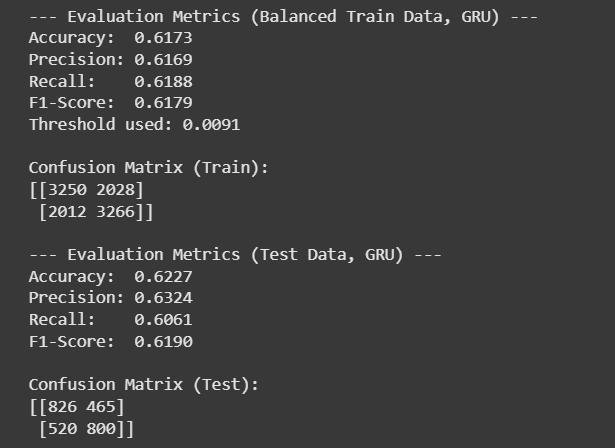 --- Evaluation Metrics (Balanced Train Data, GRU) ---
Accuracy:  0.6173
Precision: 0.6169
Recall:    0.6188
F1-Score:  0.6179
Threshold used: 0.0091
Confusion Matrix (Train):
[[3250 2028]
 [2012 3266]]
--- Evaluation Metrics (Test Data, GRU) ---
Accuracy:  0.6227
Precision: 0.6324
Recall:    0.6061
F1-Score:  0.6190
Confusion Matrix (Test):
[[826 465]
 [520 800]]